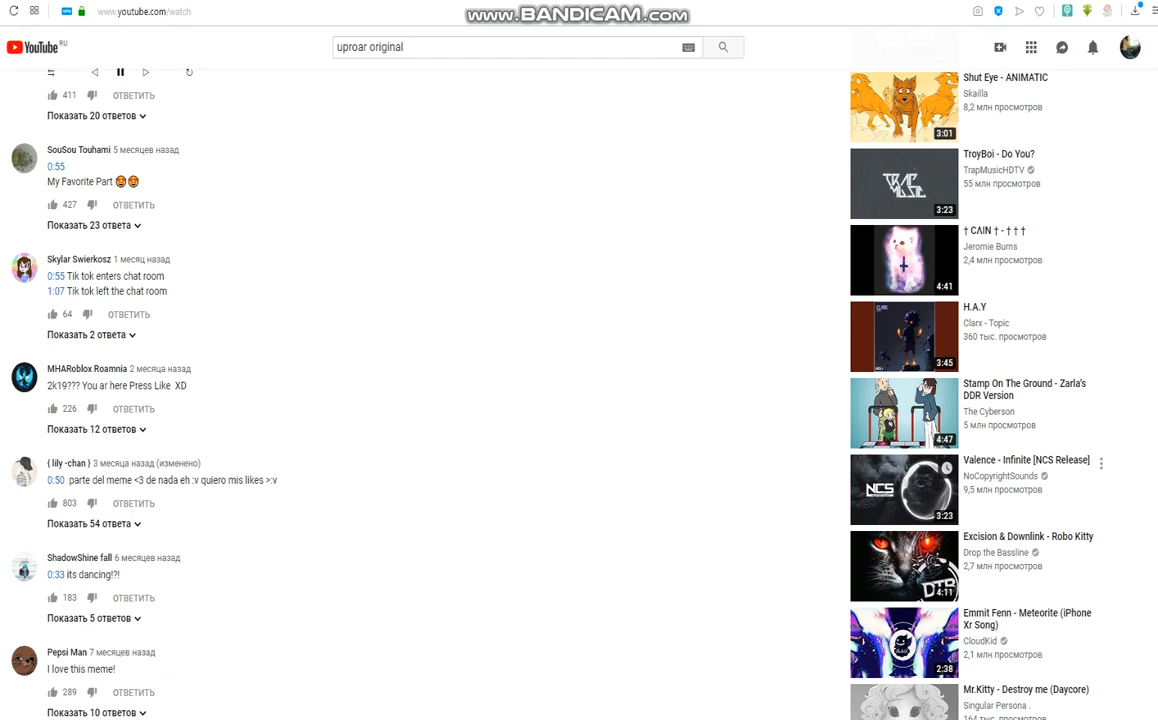 www.youtube.com/watch
www.BANDICAM.com
YouTube RU
uproar original
411 ОТВЕТИТЬ
Показать 20 ответов
SouSou Touhami 5 месяцев назад
0:55
My Favorite Part
427 ОТВЕТИТЬ
Показать 23 ответа
Skylar Swierkosz 1 месяц назад
0:55 Tik tok enters chat room
1:07 Tik tok left the chat room
64 ОТВЕТИТЬ
Показать 2 ответа
MHARoblox Roamnia 2 месяца назад
2k19??? You ar here Press Like XD
226 ОТВЕТИТЬ
Показать 12 ответов
{ lily -chan } 3 месяца назад (изменено)
0:50 parte del meme <3 de nada eh :v quiero mis likes >:v
803 ОТВЕТИТЬ
Показать 54 ответа
ShadowShine fall 6 месяцев назад
0:33 its dancing!?!
183 ОТВЕТИТЬ
Показать 5 ответов
Pepsi Man 7 месяцев назад
I love this meme!
289 ОТВЕТИТЬ
Показать 10 ответов
Shut Eye - ANIMATIC
Skailla
8,2 млн просмотров
3:01
TroyBoi - Do You?
TrapMusicHDTV
55 млн просмотров
TRAP MUSIC
3:23
† CΛIN † - † † †
Jeromie Burns
2,4 млн просмотров
4:41
H.A.Y
Clarx - Topic
360 тыс. просмотров
CLARX
3:45
Stamp On The Ground - Zarla's
DDR Version
The Cyberson
5 млн просмотров
4:47
Valence - Infinite [NCS Release]
NoCopyrightSounds
9,5 млн просмотров
NCS
3:23
Excision & Downlink - Robo Kitty
Drop the Bassline
2,7 млн просмотров
DTB
4:11
Emmit Fenn - Meteorite (iPhone
Xr Song)
CloudKid
2,1 млн просмотров
2:38
Mr.Kitty - Destroy me (Daycore)
Singular Persona .
164 тыс. просмотров